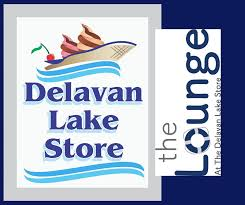 Delavan
Lake
Store
the
Lounge
At The Delavan Lake Store